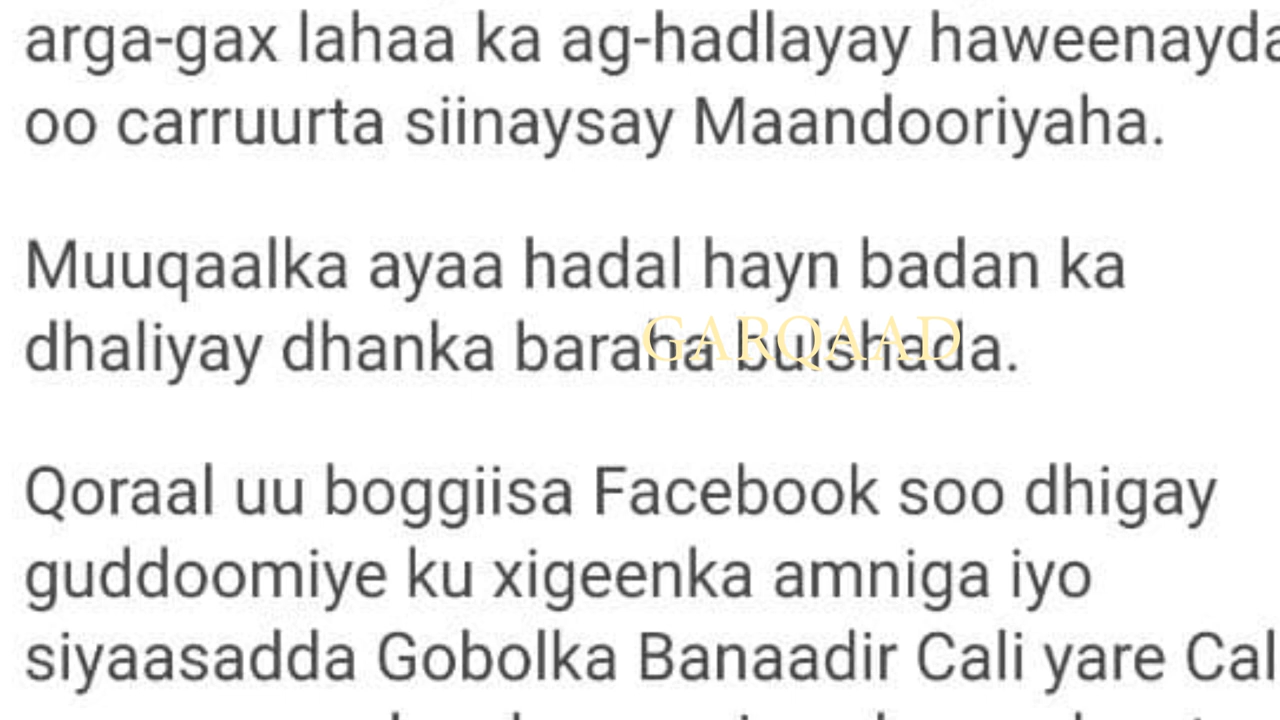 arga-gax lahaa ka ag-hadlayay haweenayda
oo carruurta siinaysay Maandooriyaha.
Muuqaalka ayaa hadal hayn badan ka
dhaliyay dhanka baraha bulshada.
GARQAAD
Qoraal uu boggiisa Facebook soo dhigay
guddoomiye ku xigeenka amniga iyo
siyaasadda Gobolka Banaadir Cali yare Cal